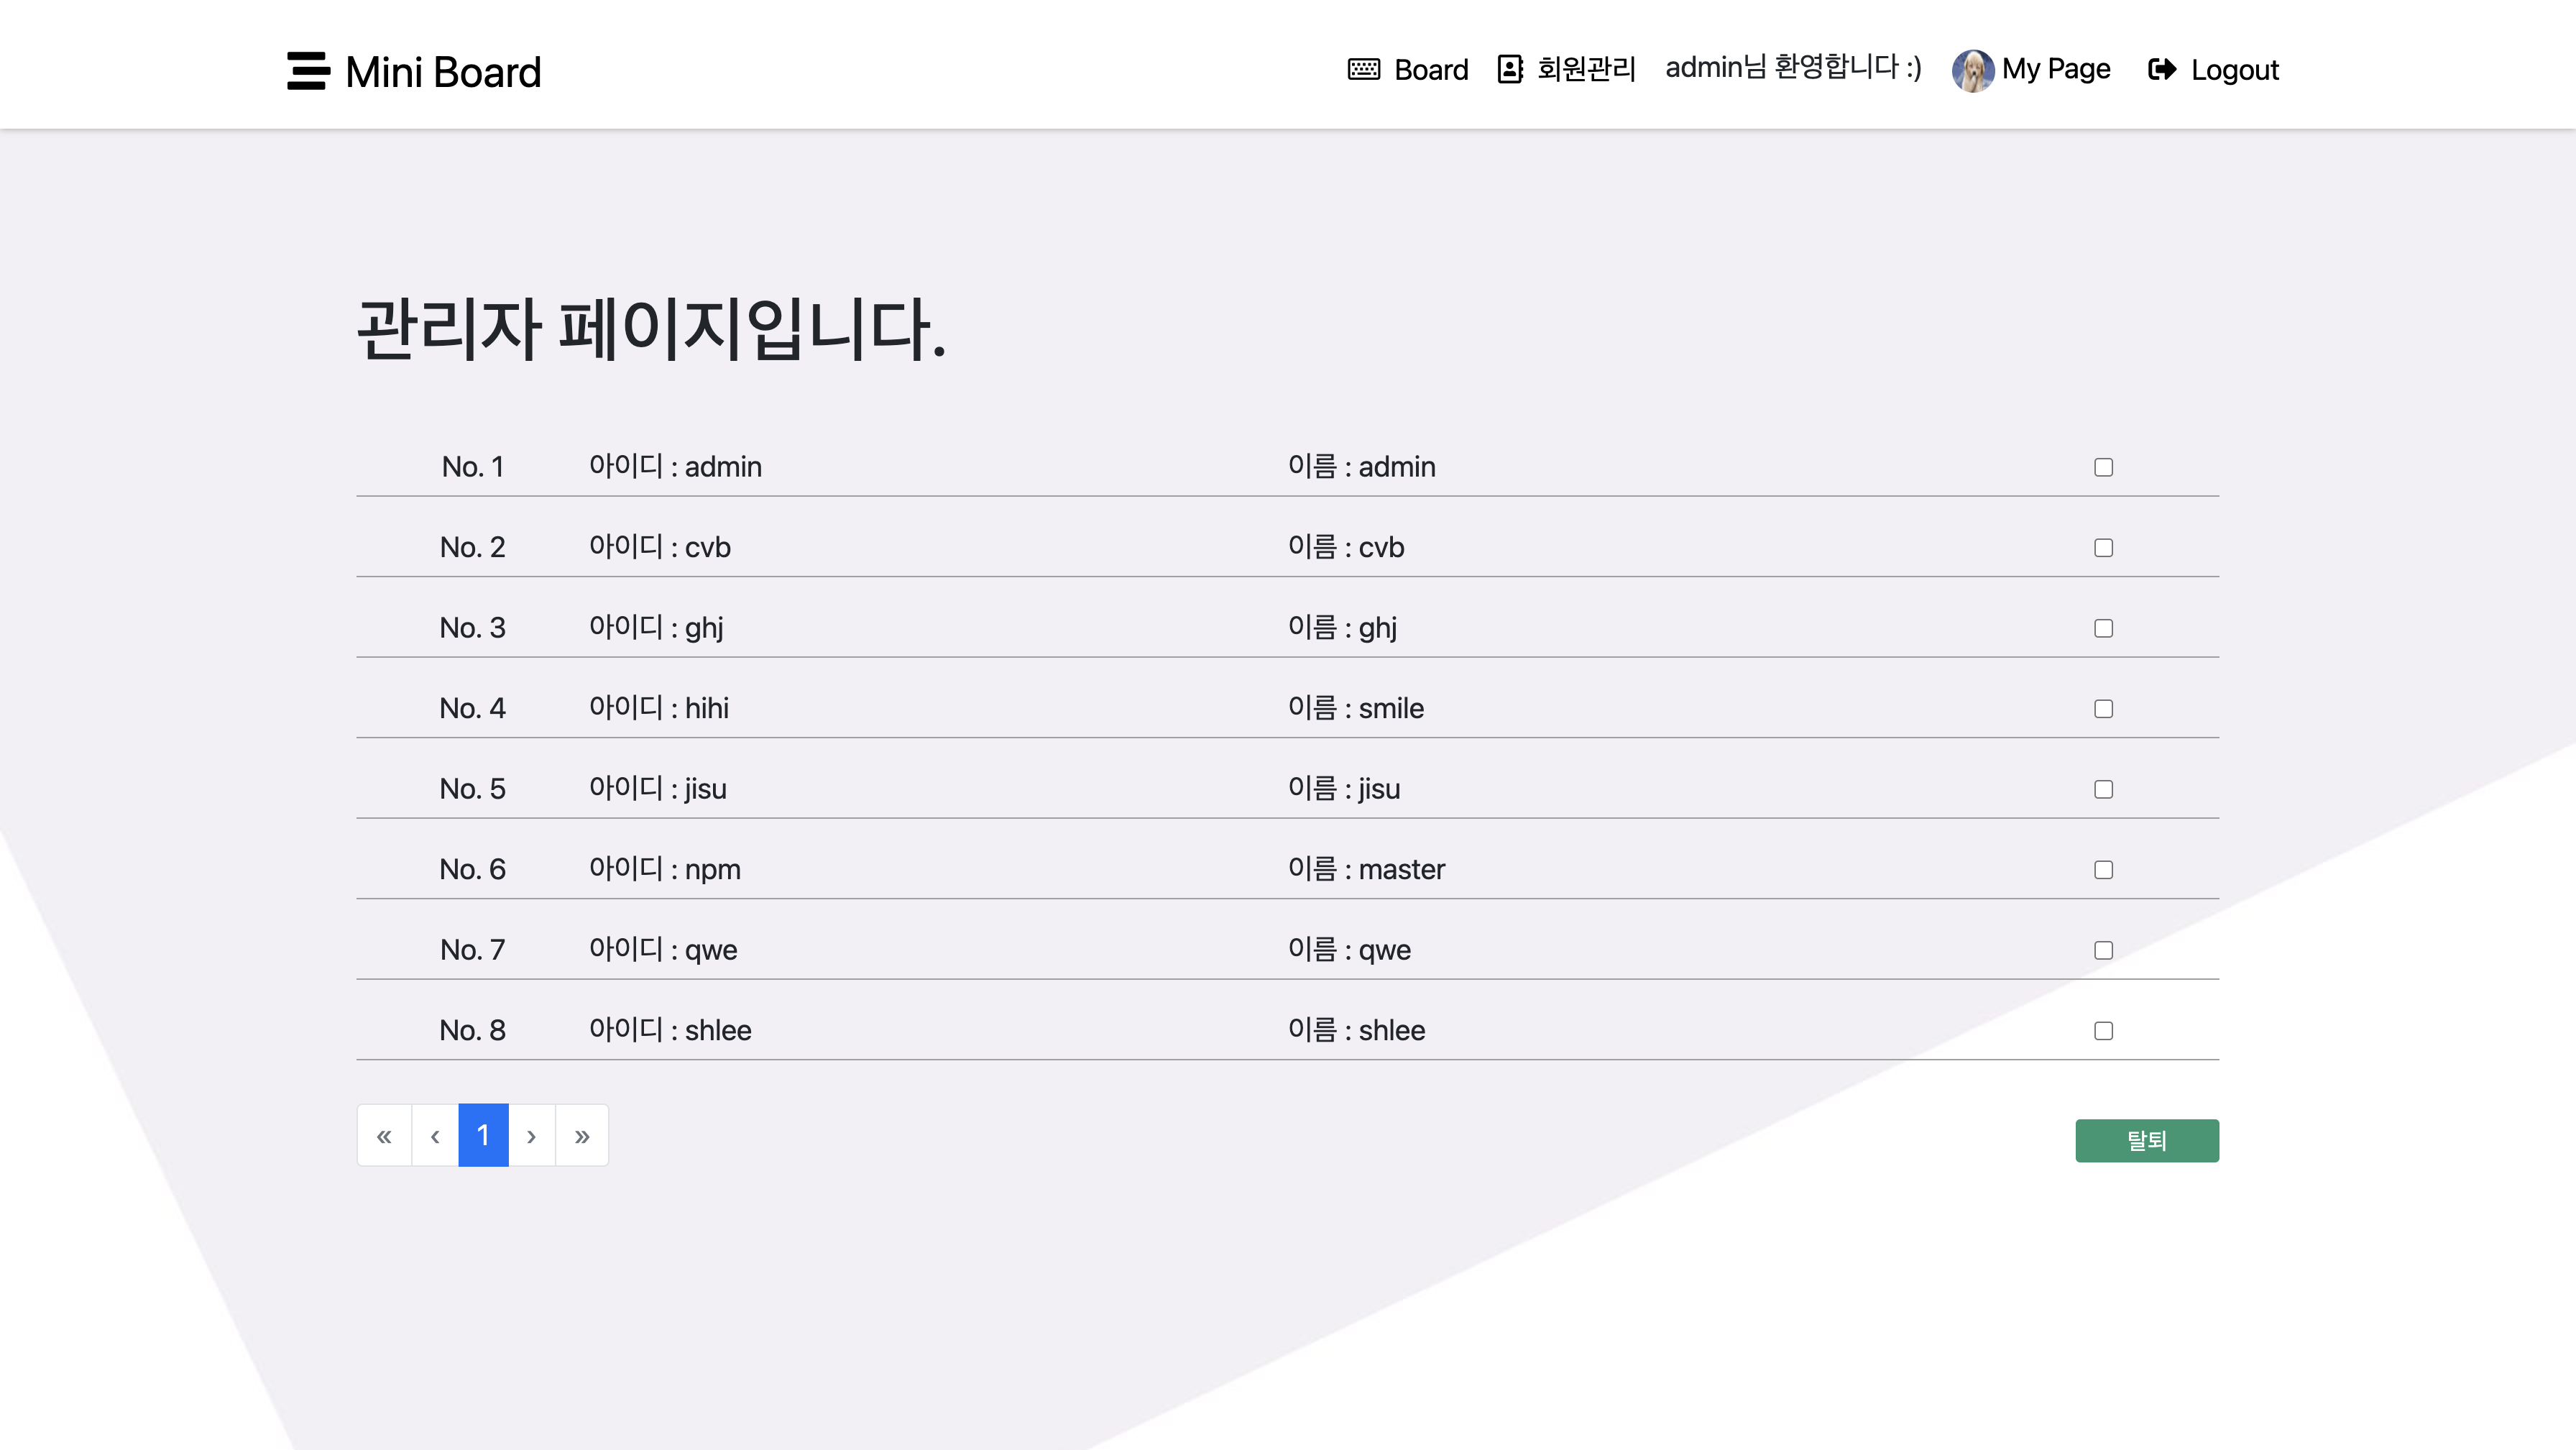 Mini Board
Board 회원관리 admin님 환영합니다 :) My Page Logout
관리자 페이지입니다.
No. 1 아이디 : admin 이름 : admin
No. 2 아이디 : cvb 이름 : cvb
No. 3 아이디 : ghj 이름 : ghj
No. 4 아이디 : hihi 이름 : smile
No. 5 아이디 : jisu 이름 : jisu
No. 6 아이디 : npm 이름 : master
No. 7 아이디 : qwe 이름 : qwe
No. 8 아이디 : shlee 이름 : shlee
« ‹ 1 › »
탈퇴